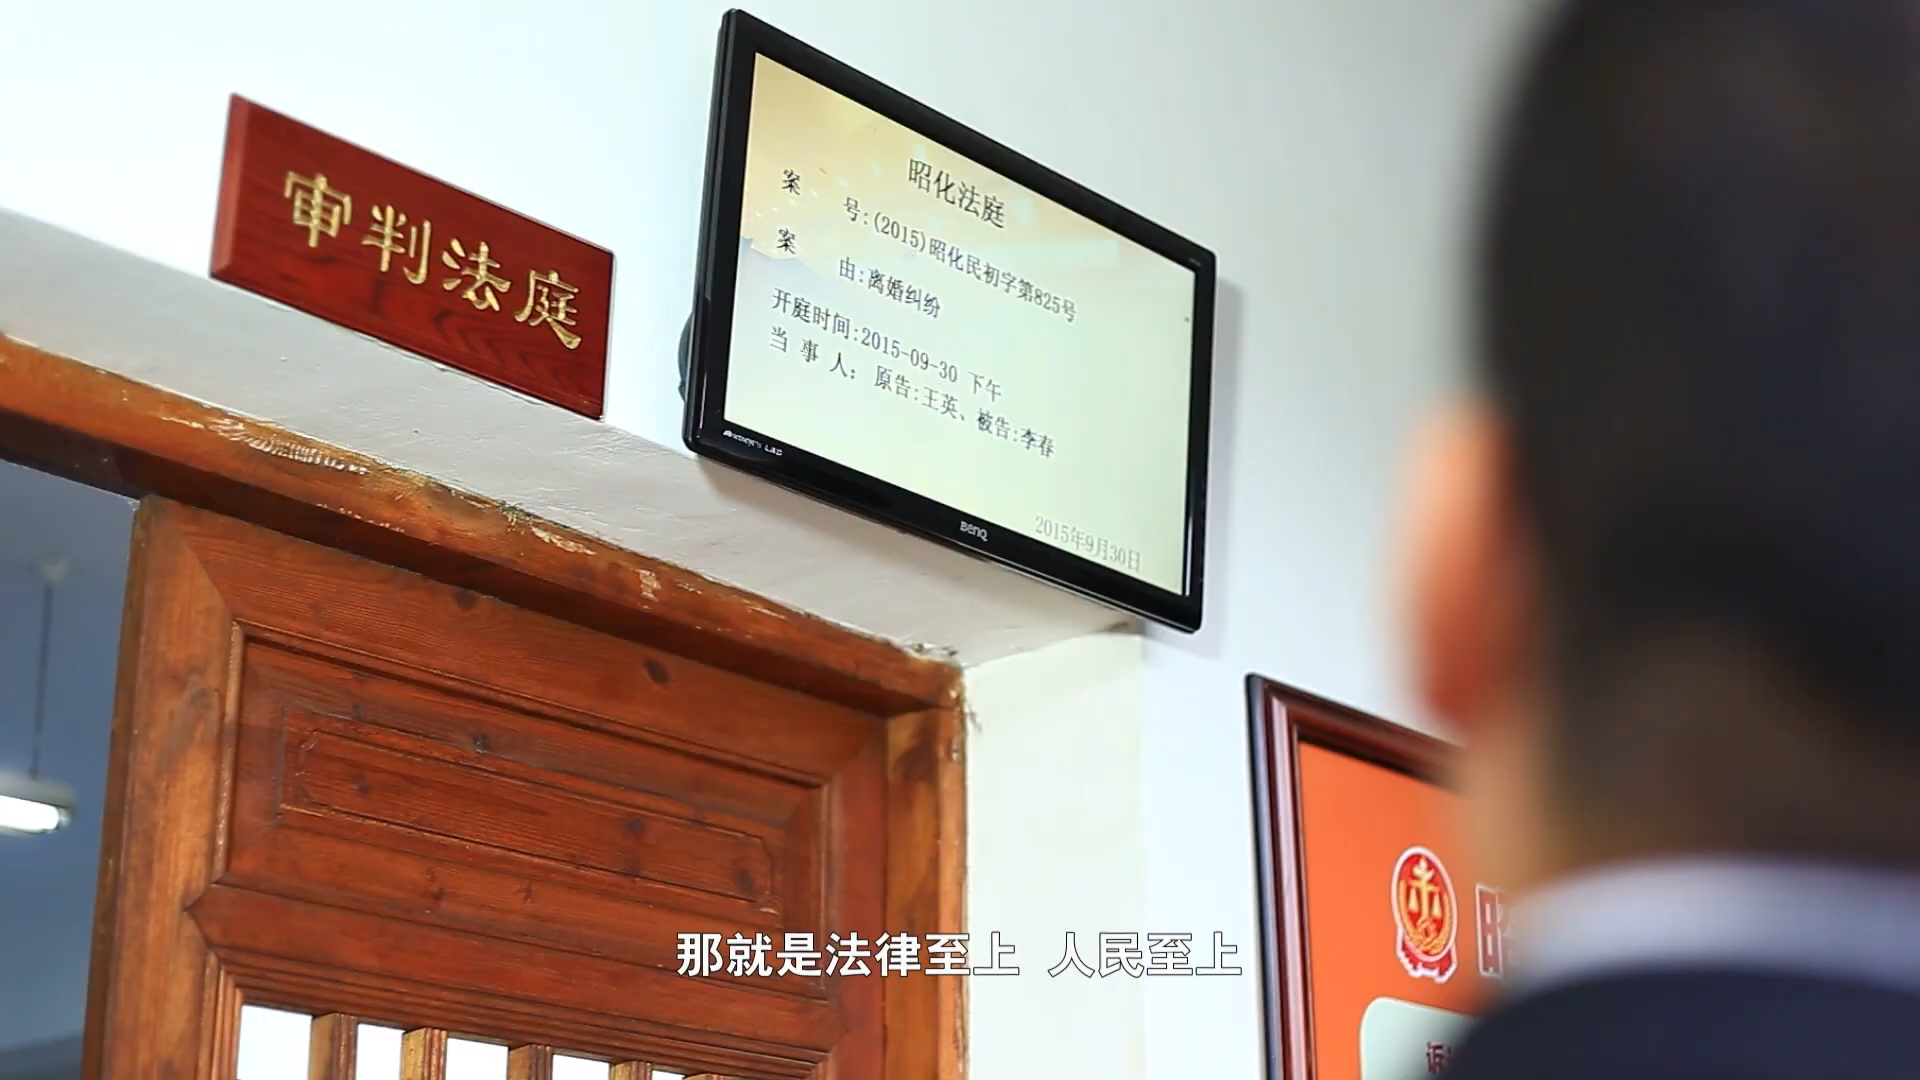 审判法庭
昭化法庭
案 号:(2015)昭化民初字第825号
案 由:离婚纠纷
开庭时间:2015-09-30 下午
当 事 人: 原告:王英、被告:李春
2015年9月30日
BenQ
那就是法律至上 人民至上